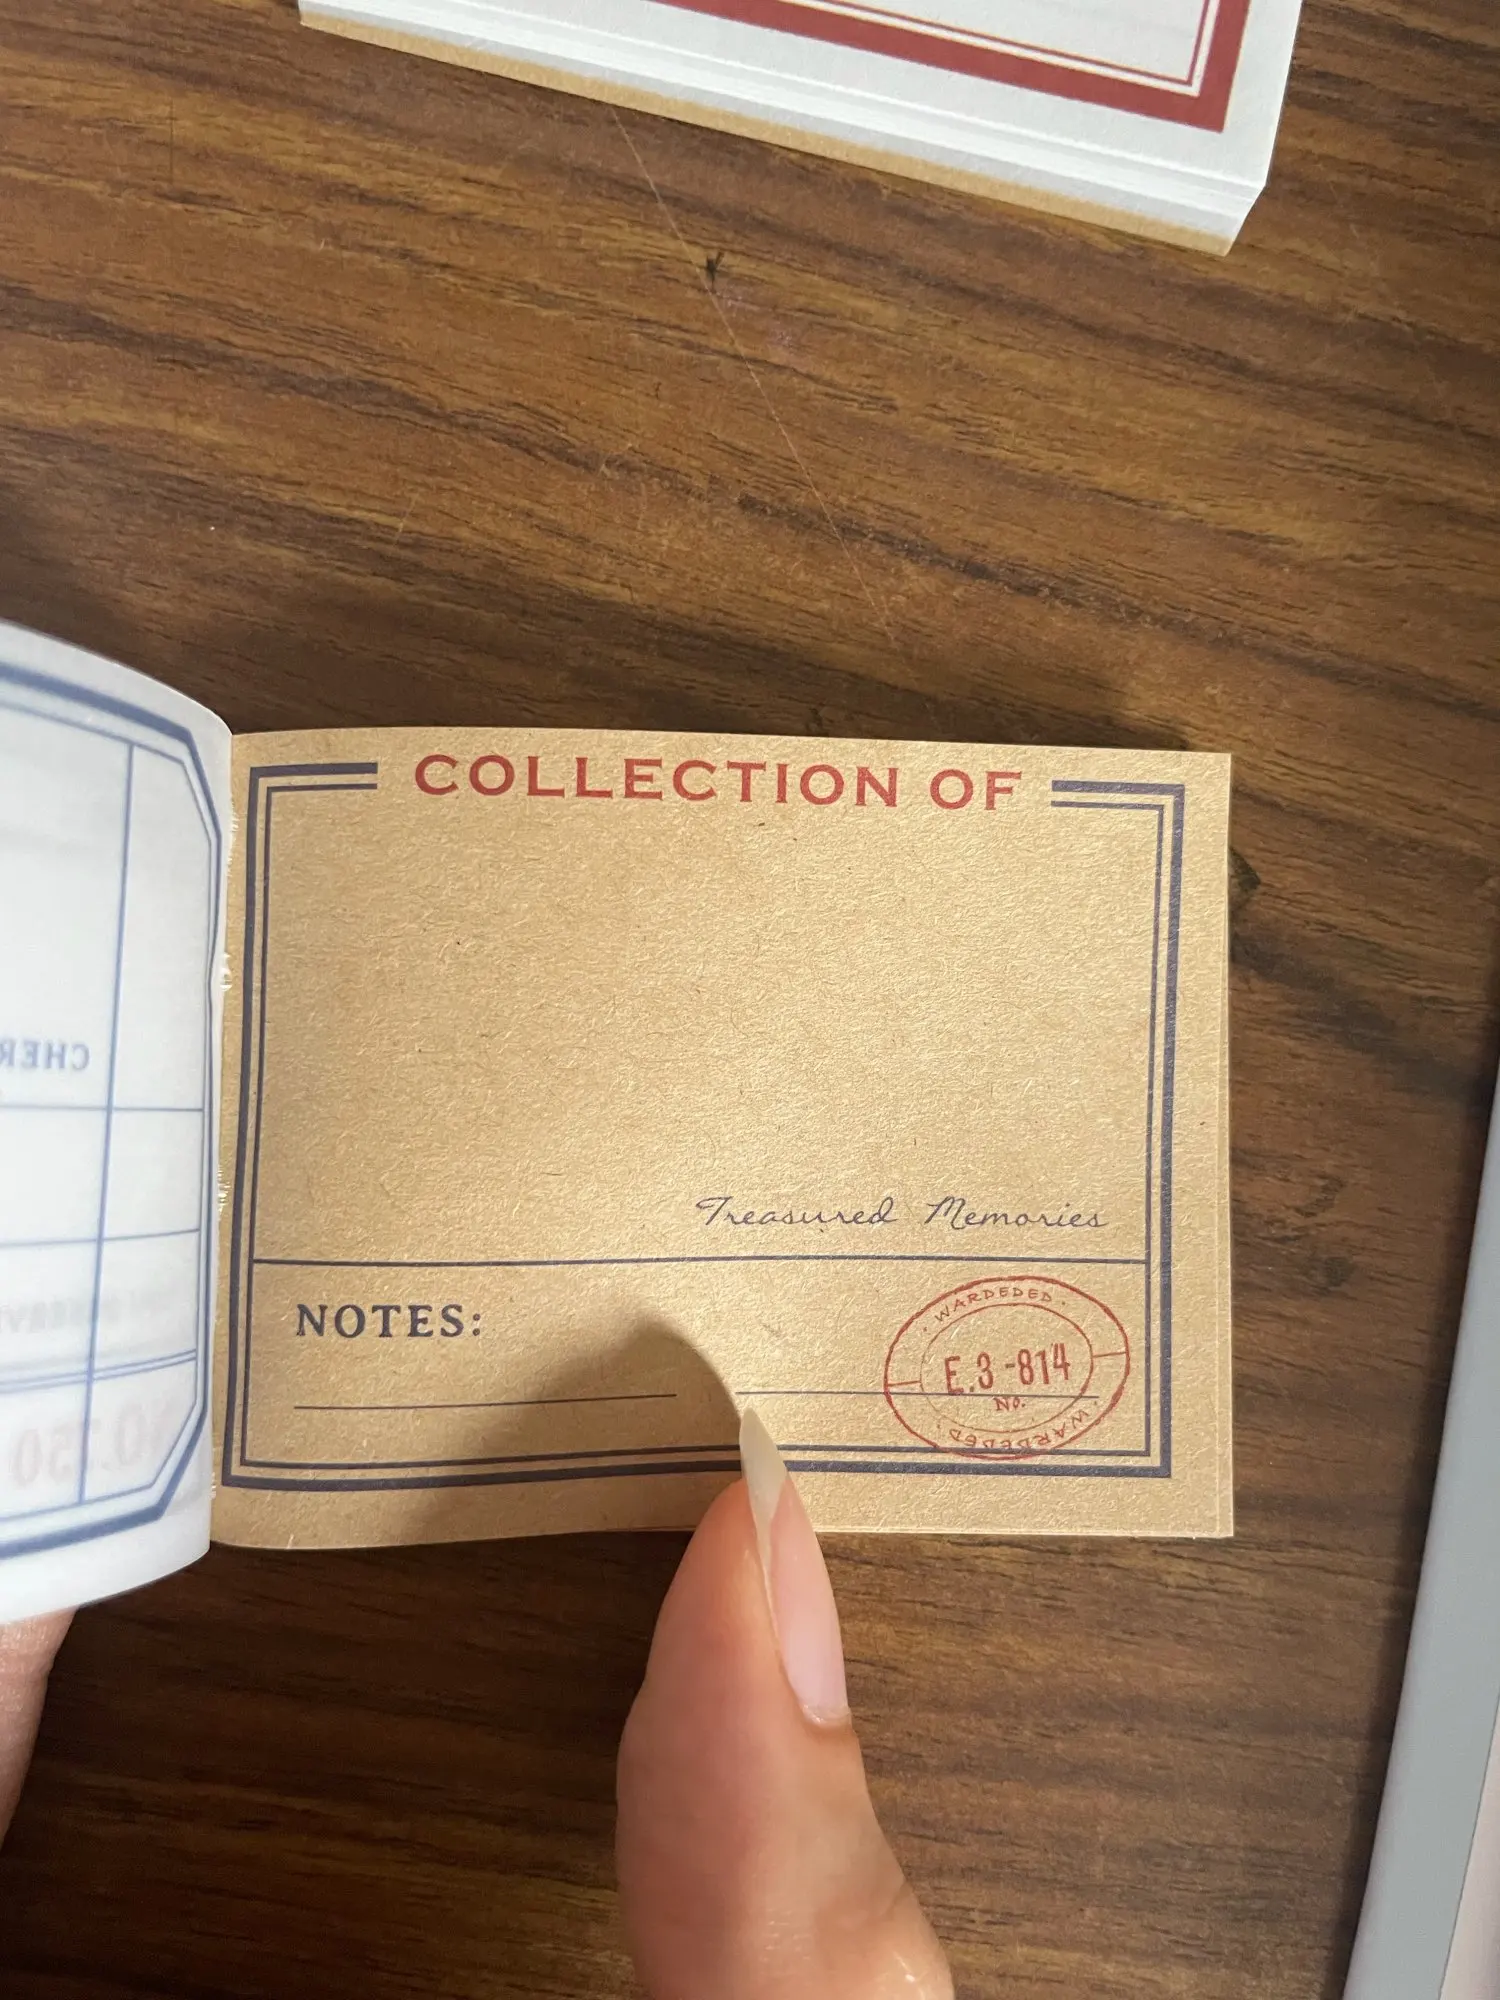 COLLECTION OF
Treasured Memories
NOTES:
WARDEDED
E.3-814
No.
WARDEDED
CHER